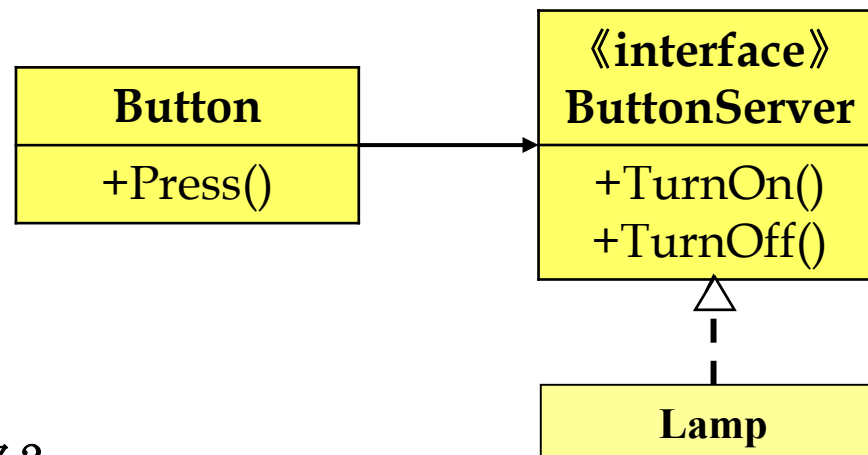 Button
+Press()
《interface》
ButtonServer
+TurnOn()
+TurnOff()
Lamp
?